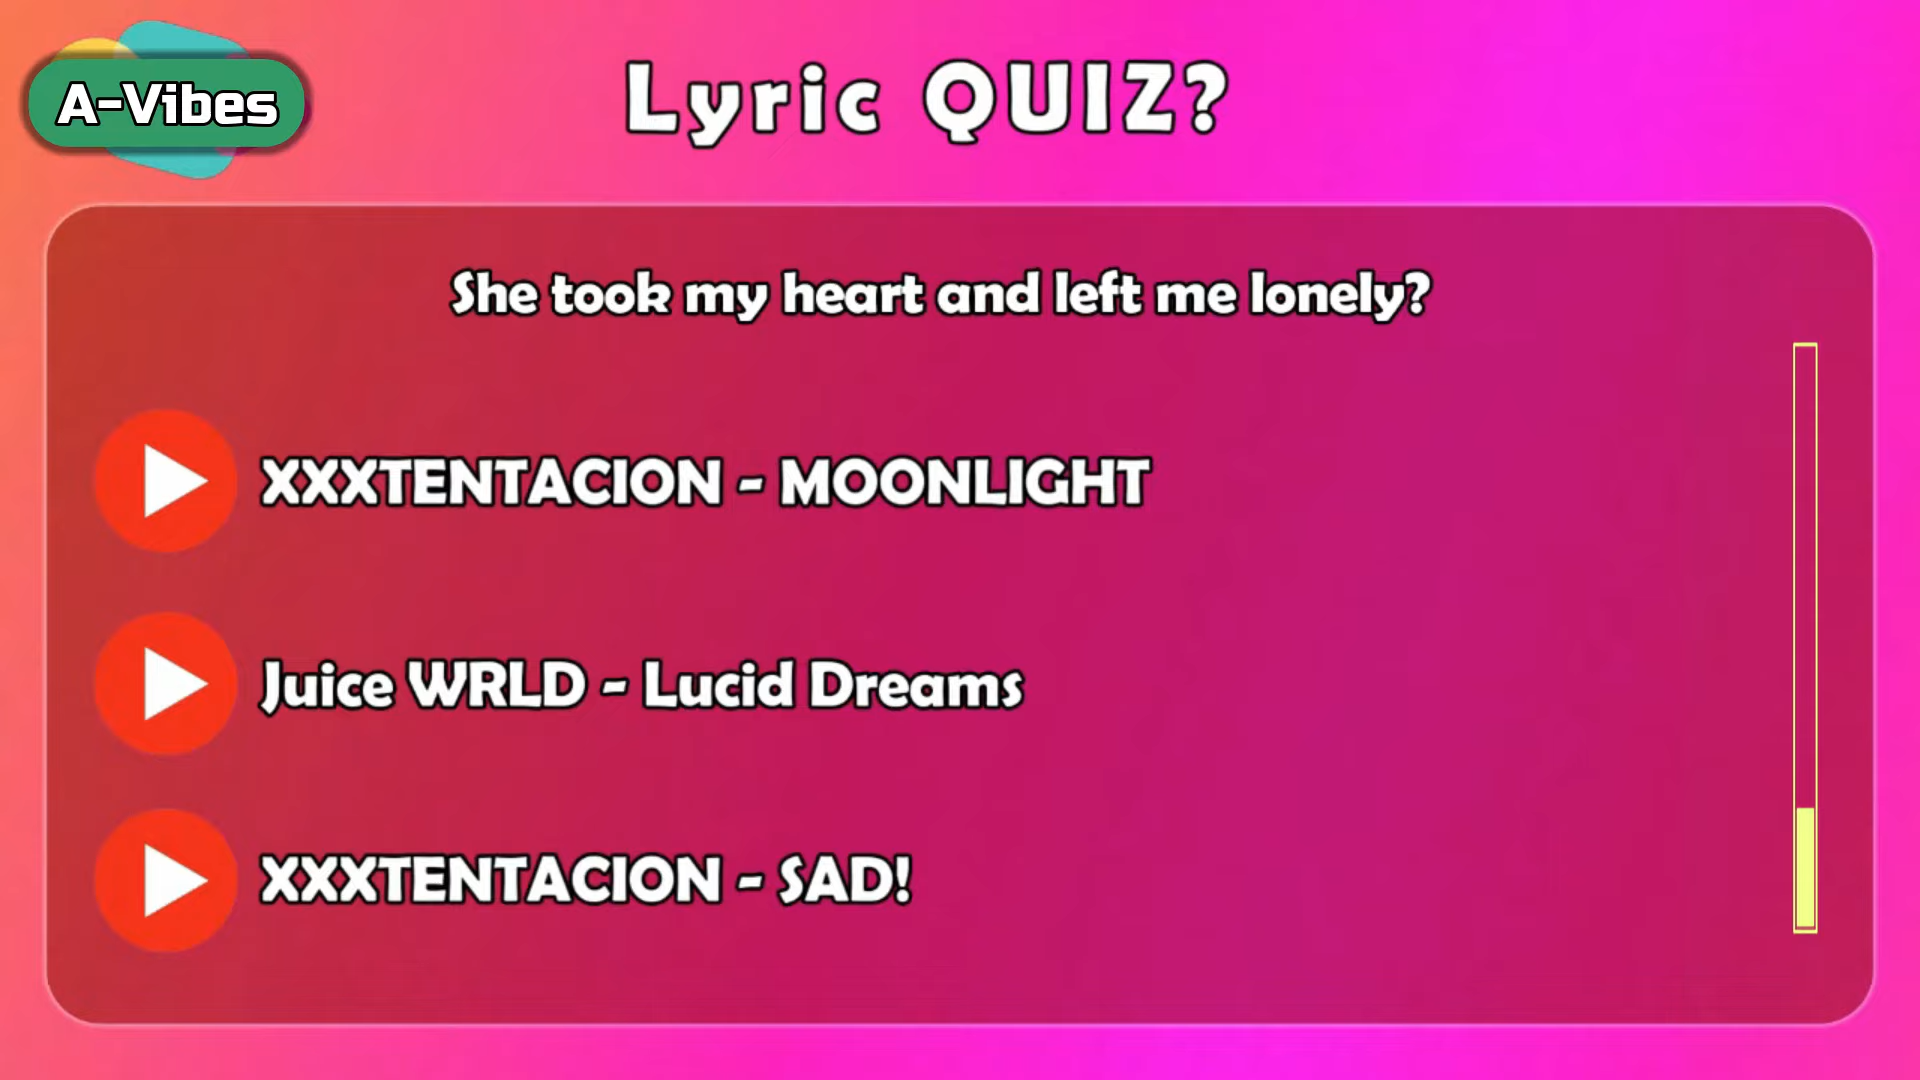 A-Vibes
Lyric QUIZ?
She took my heart and left me lonely?
XXXTENTACION - MOONLIGHT
Juice WRLD - Lucid Dreams
XXXTENTACION - SAD!